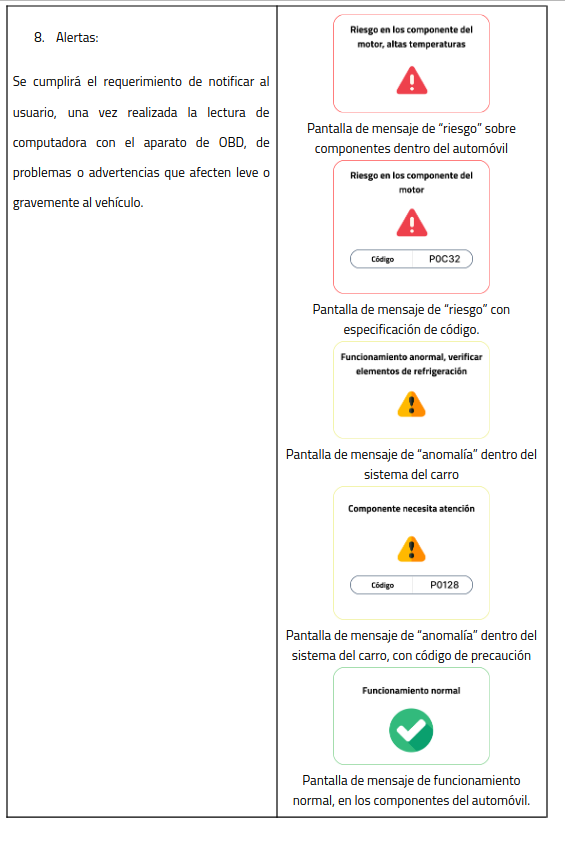 8. Alertas:
Se cumplirá el requerimiento de notificar al
usuario, una vez realizada la lectura de
computadora con el aparato de OBD, de
problemas o advertencias que afecten leve o
gravemente al vehículo.
Riesgo en los componente del
motor, altas temperaturas
Pantalla de mensaje de “riesgo” sobre
componentes dentro del automóvil
Riesgo en los componente del
motor
Código P0C32
Pantalla de mensaje de “riesgo” con
especificación de código.
Funcionamiento anormal, verificar
elementos de refrigeración
Pantalla de mensaje de “anomalía” dentro del
sistema del carro
Componente necesita atención
Código P0128
Pantalla de mensaje de “anomalía” dentro del
sistema del carro, con código de precaución
Funcionamiento normal
Pantalla de mensaje de funcionamiento
normal, en los componentes del automóvil.